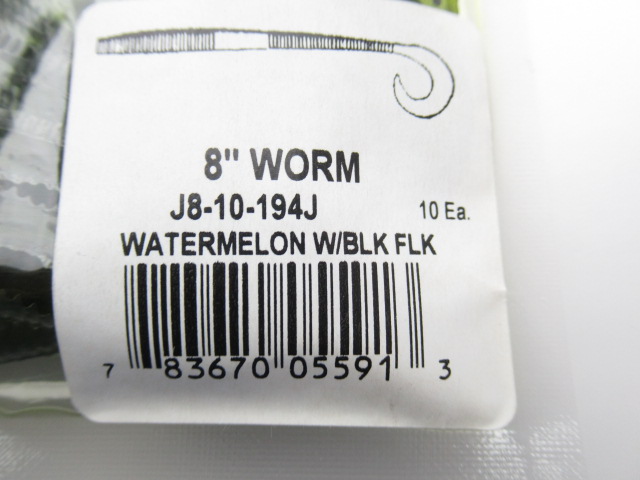 8" WORM
J8-10-194J 10 Ea.
WATERMELON W/BLK FLK
7 83670 05591 3